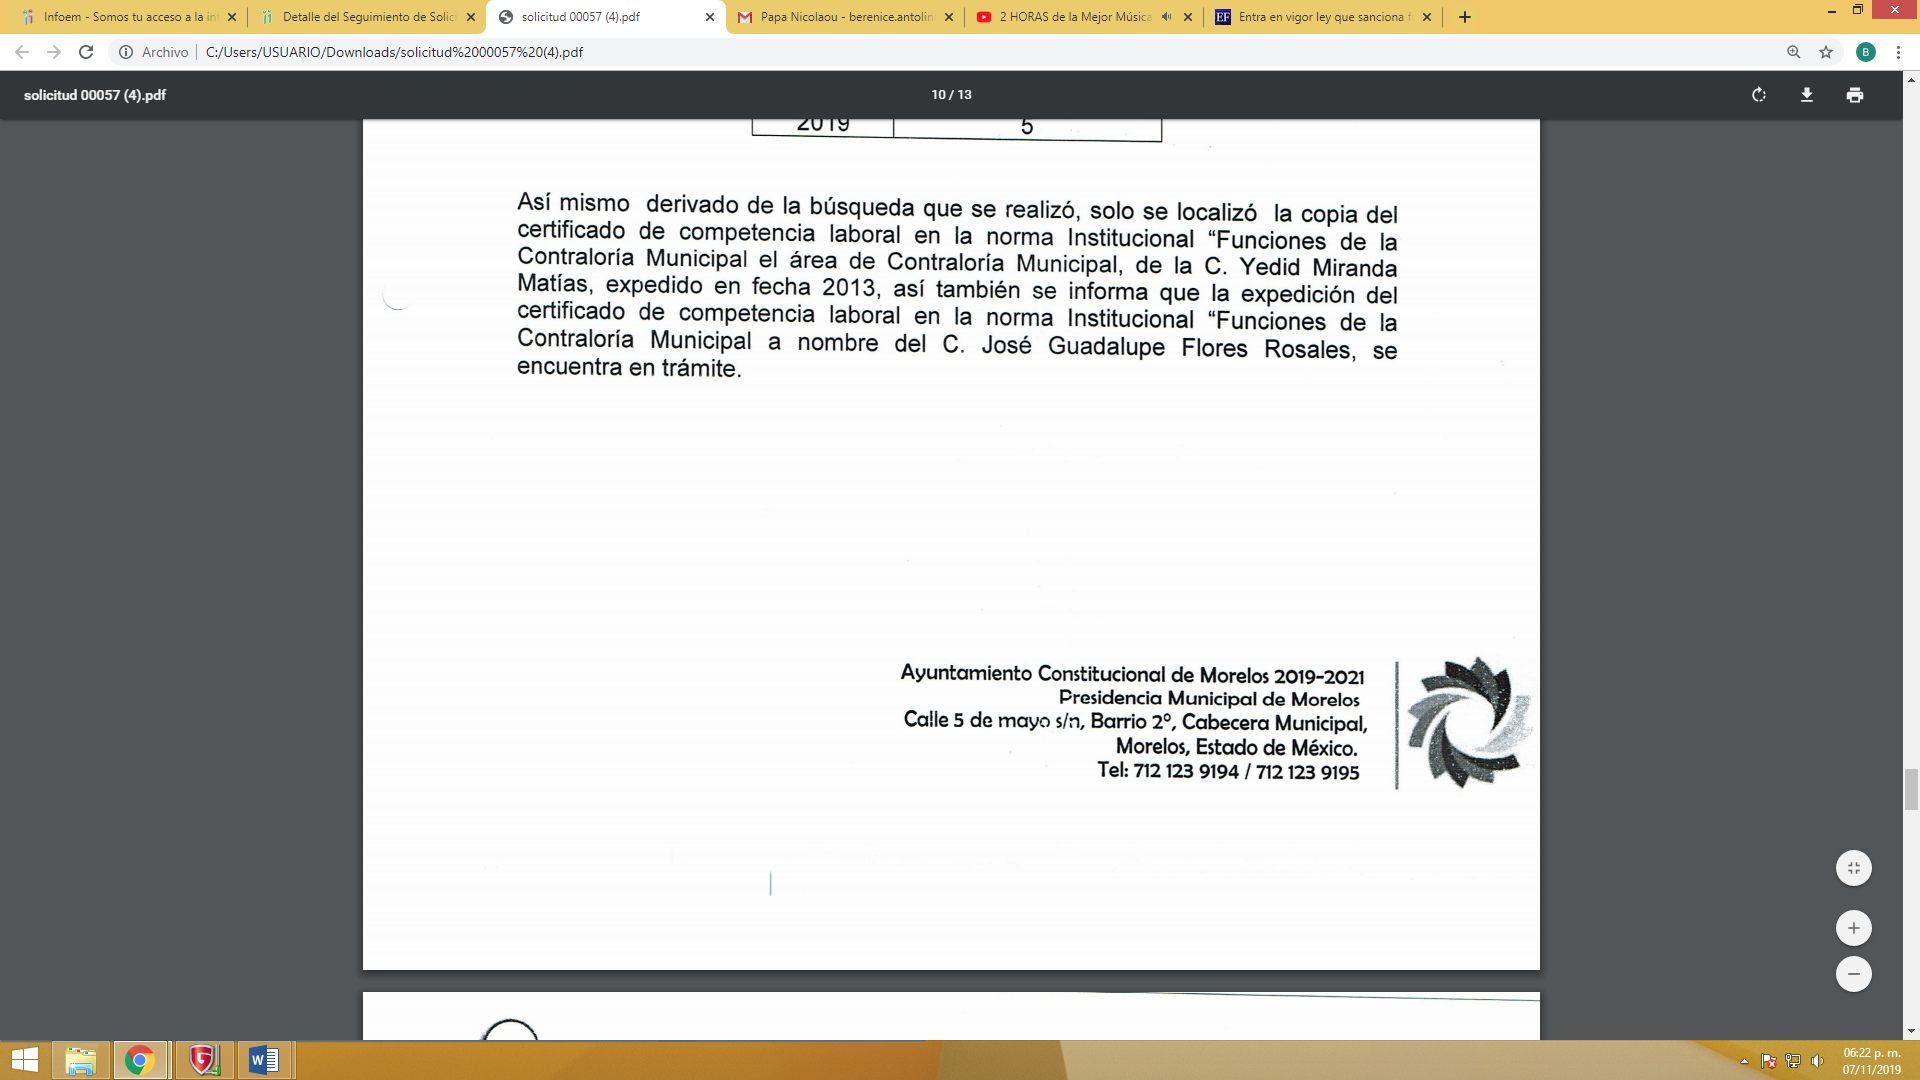 Infoem - Somos tu acceso a la in
Detalle del Seguimiento de Solici
solicitud 00057 (4).pdf
Papa Nicolaou - berenice.antolin
2 HORAS de la Mejor Música
EF
Entra en vigor ley que sanciona f
Archivo
C:/Users/USUARIO/Downloads/solicitud%2000057%20(4).pdf
B
solicitud 00057 (4).pdf
10 / 13
2019 5
Así mismo derivado de la búsqueda que se realizó, solo se localizó la copia del
certificado de competencia laboral en la norma Institucional “Funciones de la
Contraloría Municipal el área de Contraloría Municipal, de la C. Yedid Miranda
Matías, expedido en fecha 2013, así también se informa que la expedición del
certificado de competencia laboral en la norma Institucional “Funciones de la
Contraloría Municipal a nombre del C. José Guadalupe Flores Rosales, se
encuentra en trámite.
Ayuntamiento Constitucional de Morelos 2019-2021
Presidencia Municipal de Morelos
Calle 5 de mayo s/n, Barrio 2º, Cabecera Municipal,
Morelos, Estado de México.
Tel: 712 123 9194 / 712 123 9195
06:22 p. m.
07/11/2019